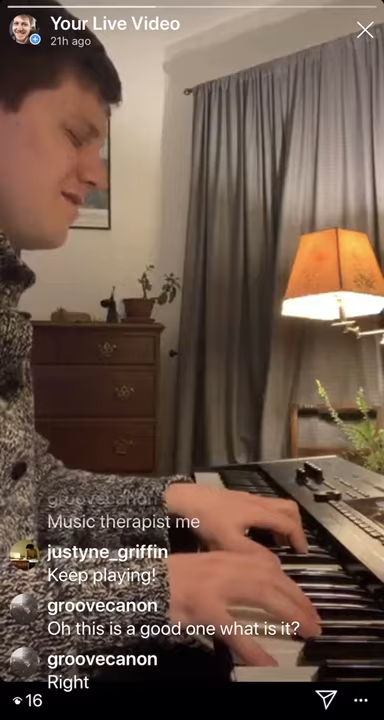 Your Live Video
21h ago
groovecanon
Music therapist me
justyne_griffin
Keep playing!
groovecanon
Oh this is a good one what is it?
groovecanon
Right
16